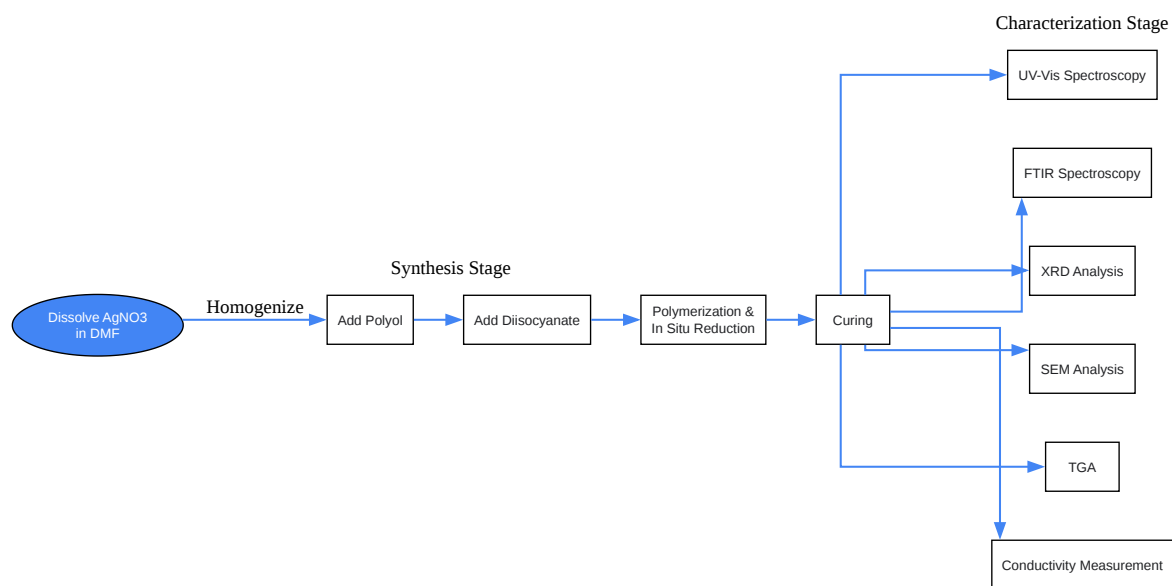 Characterization Stage
UV-Vis Spectroscopy
FTIR Spectroscopy
Synthesis Stage
XRD Analysis
Homogenize
Dissolve AgNO3
in DMF
Add Polyol
Add Diisocyanate
Polymerization &
In Situ Reduction
Curing
SEM Analysis
TGA
Conductivity Measurement